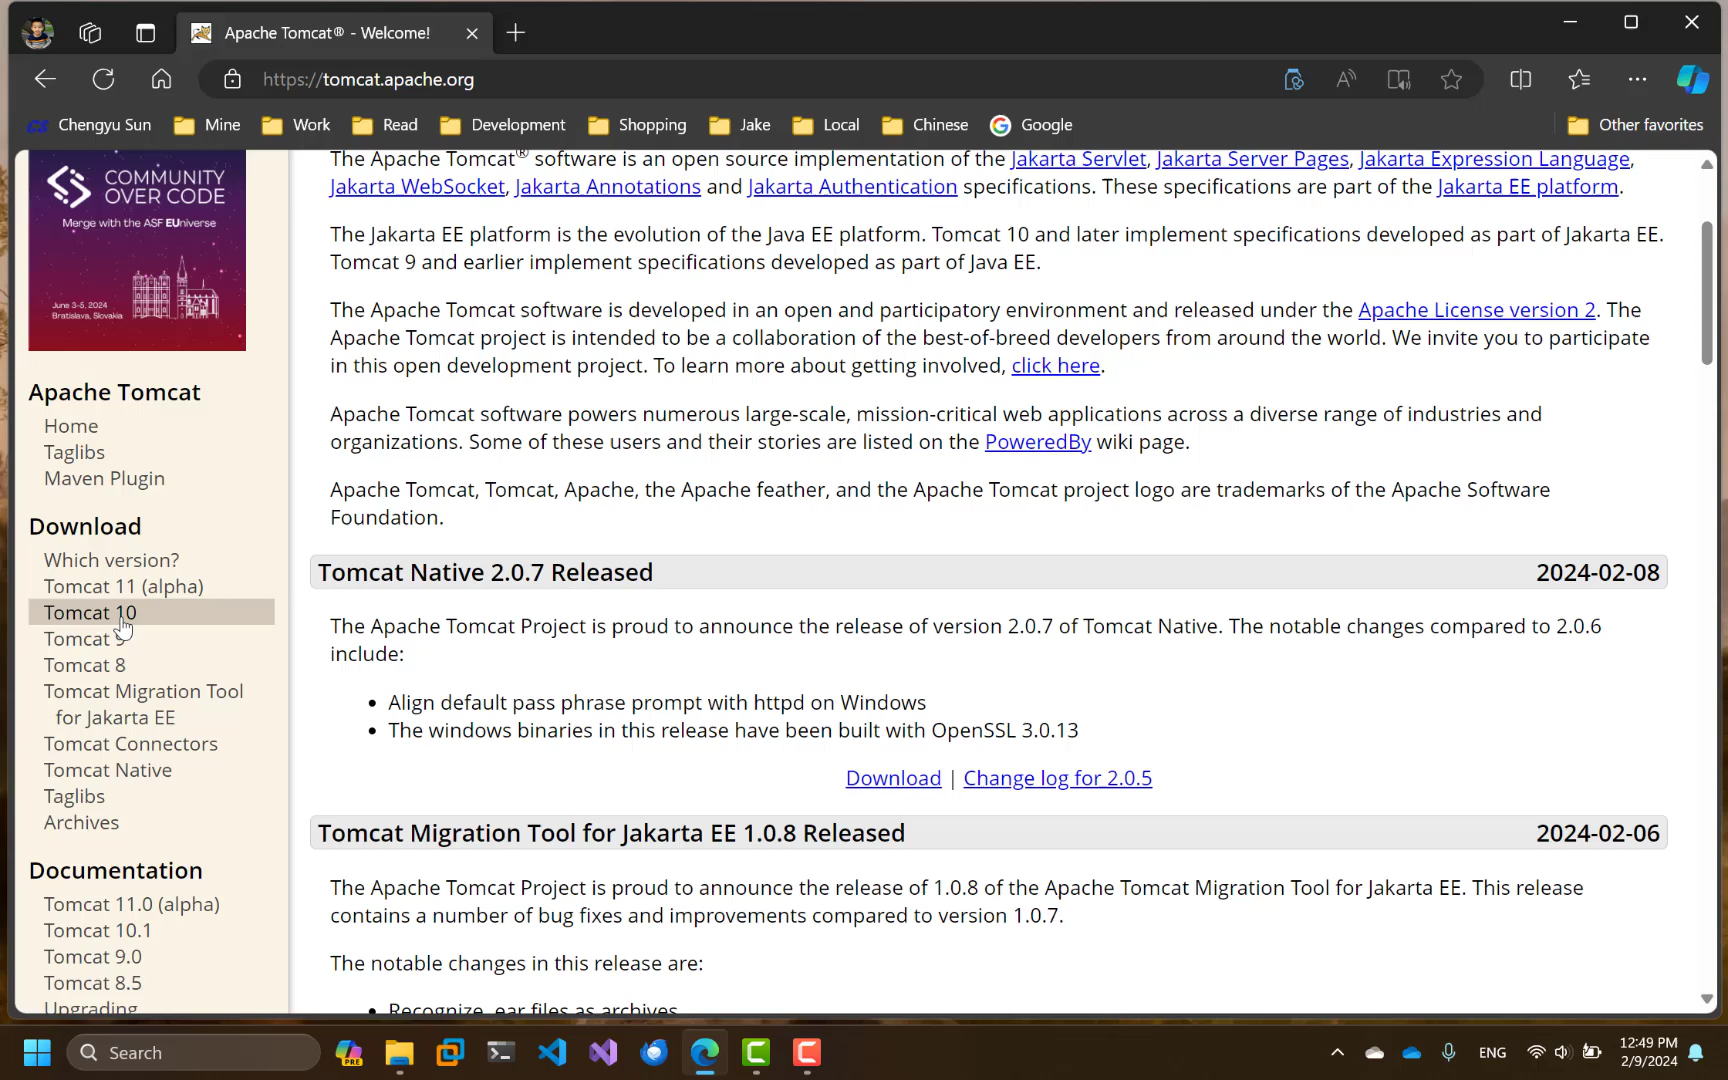 Apache Tomcat® - Welcome!
https://tomcat.apache.org
Chengyu Sun
Mine
Work
Read
Development
Shopping
Jake
Local
Chinese
Google
Other favorites
COMMUNITY
OVER CODE
Merge with the ASF EUniverse
June 3-5, 2024
Bratislava, Slovakia
Apache Tomcat
Home
Taglibs
Maven Plugin
Download
Which version?
Tomcat 11 (alpha)
Tomcat 10
Tomcat 9
Tomcat 8
Tomcat Migration Tool
for Jakarta EE
Tomcat Connectors
Tomcat Native
Taglibs
Archives
Documentation
Tomcat 11.0 (alpha)
Tomcat 10.1
Tomcat 9.0
Tomcat 8.5
Upgrading
The Apache Tomcat® software is an open source implementation of the Jakarta Servlet, Jakarta Server Pages, Jakarta Expression Language,
Jakarta WebSocket, Jakarta Annotations and Jakarta Authentication specifications. These specifications are part of the Jakarta EE platform.
The Jakarta EE platform is the evolution of the Java EE platform. Tomcat 10 and later implement specifications developed as part of Jakarta EE.
Tomcat 9 and earlier implement specifications developed as part of Java EE.
The Apache Tomcat software is developed in an open and participatory environment and released under the Apache License version 2. The
Apache Tomcat project is intended to be a collaboration of the best-of-breed developers from around the world. We invite you to participate
in this open development project. To learn more about getting involved, click here.
Apache Tomcat software powers numerous large-scale, mission-critical web applications across a diverse range of industries and
organizations. Some of these users and their stories are listed on the PoweredBy wiki page.
Apache Tomcat, Tomcat, Apache, the Apache feather, and the Apache Tomcat project logo are trademarks of the Apache Software
Foundation.
Tomcat Native 2.0.7 Released 2024-02-08
The Apache Tomcat Project is proud to announce the release of version 2.0.7 of Tomcat Native. The notable changes compared to 2.0.6
include:
• Align default pass phrase prompt with httpd on Windows
• The windows binaries in this release have been built with OpenSSL 3.0.13
Download | Change log for 2.0.5
Tomcat Migration Tool for Jakarta EE 1.0.8 Released 2024-02-06
The Apache Tomcat Project is proud to announce the release of 1.0.8 of the Apache Tomcat Migration Tool for Jakarta EE. This release
contains a number of bug fixes and improvements compared to version 1.0.7.
The notable changes in this release are:
• Recognize .ear files as archives
Search
PRE
ENG
12:49 PM
2/9/2024